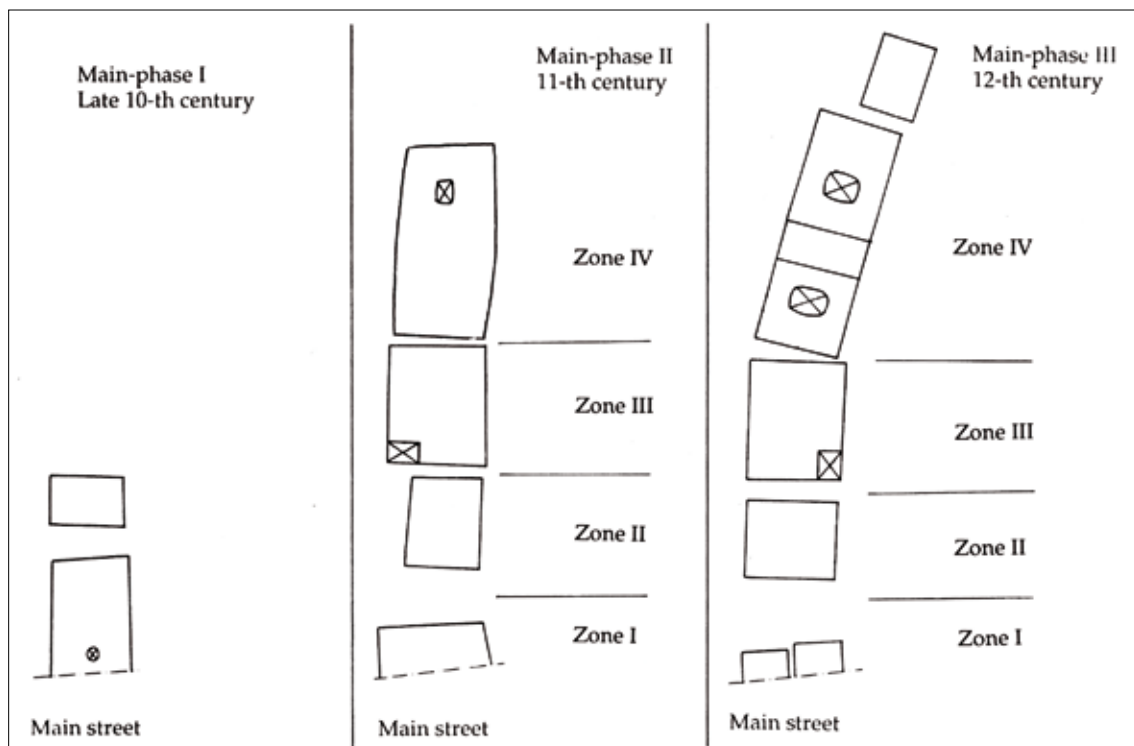 Main-phase I
Late 10-th century
Main street
Main-phase II
11-th century
Zone IV
Zone III
Zone II
Zone I
Main street
Main-phase III
12-th century
Zone IV
Zone III
Zone II
Zone I
Main street